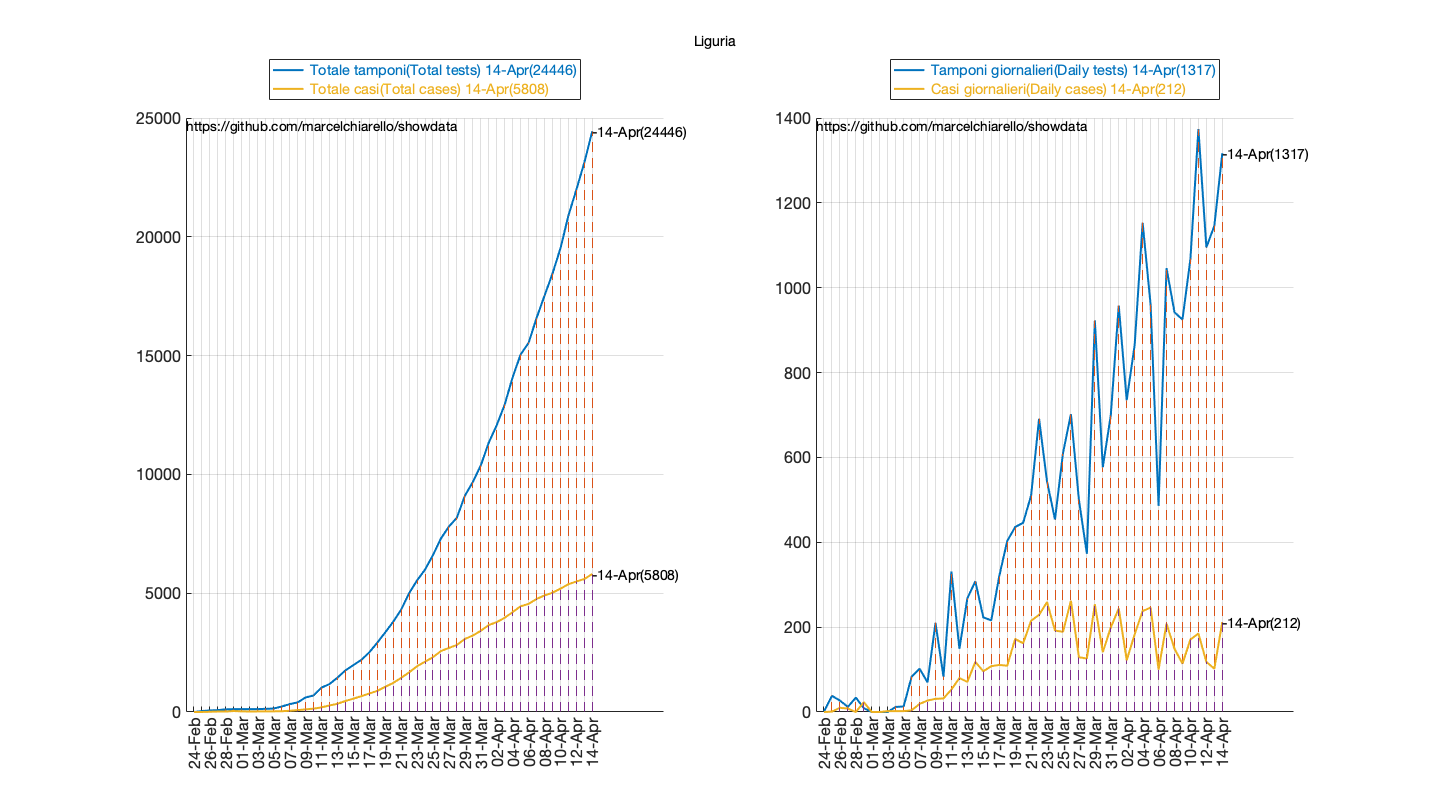 Liguria
Totale tamponi(Total tests) 14-Apr(24446)
Totale casi(Total cases) 14-Apr(5808)
25000
20000
15000
10000
5000
0
https://github.com/marcelchiarello/showdata
14-Apr(24446)
14-Apr(5808)
24-Feb
26-Feb
28-Feb
01-Mar
03-Mar
05-Mar
07-Mar
09-Mar
11-Mar
13-Mar
15-Mar
17-Mar
19-Mar
21-Mar
23-Mar
25-Mar
27-Mar
29-Mar
31-Mar
02-Apr
04-Apr
06-Apr
08-Apr
10-Apr
12-Apr
14-Apr
Tamponi giornalieri(Daily tests) 14-Apr(1317)
Casi giornalieri(Daily cases) 14-Apr(212)
1400
1200
1000
800
600
400
200
0
https://github.com/marcelchiarello/showdata
14-Apr(1317)
14-Apr(212)
24-Feb
26-Feb
28-Feb
01-Mar
03-Mar
05-Mar
07-Mar
09-Mar
11-Mar
13-Mar
15-Mar
17-Mar
19-Mar
21-Mar
23-Mar
25-Mar
27-Mar
29-Mar
31-Mar
02-Apr
04-Apr
06-Apr
08-Apr
10-Apr
12-Apr
14-Apr